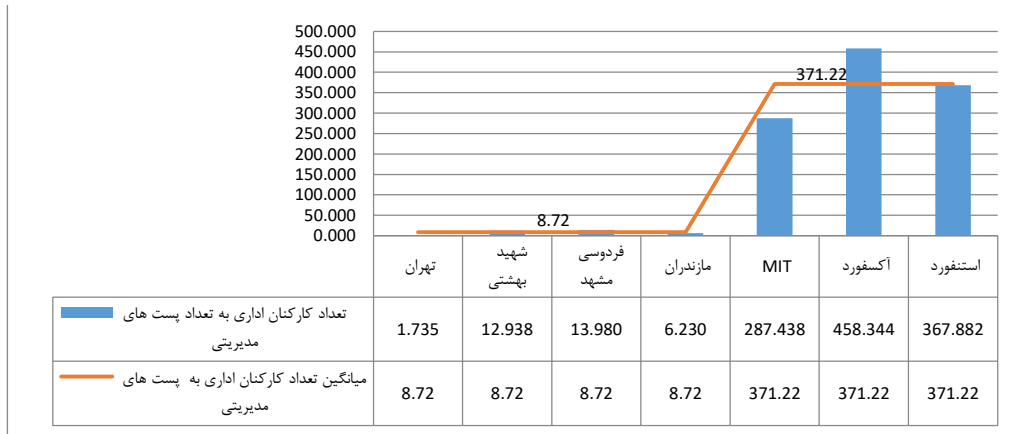 500.000
450.000
400.000
350.000
300.000
250.000
200.000
150.000
100.000
50.000
0.000
371.22
8.72
تهران
شهید
بهشتی
فردوسی
مشهد
مازندران
MIT
آکسفورد
استنفورد
تعداد کارکنان اداری به تعداد پست های
مدیریتی
1.735 12.938 13.980 6.230 287.438 458.344 367.882
میانگین تعداد کارکنان اداری به پست های
مدیریتی
8.72 8.72 8.72 8.72 371.22 371.22 371.22